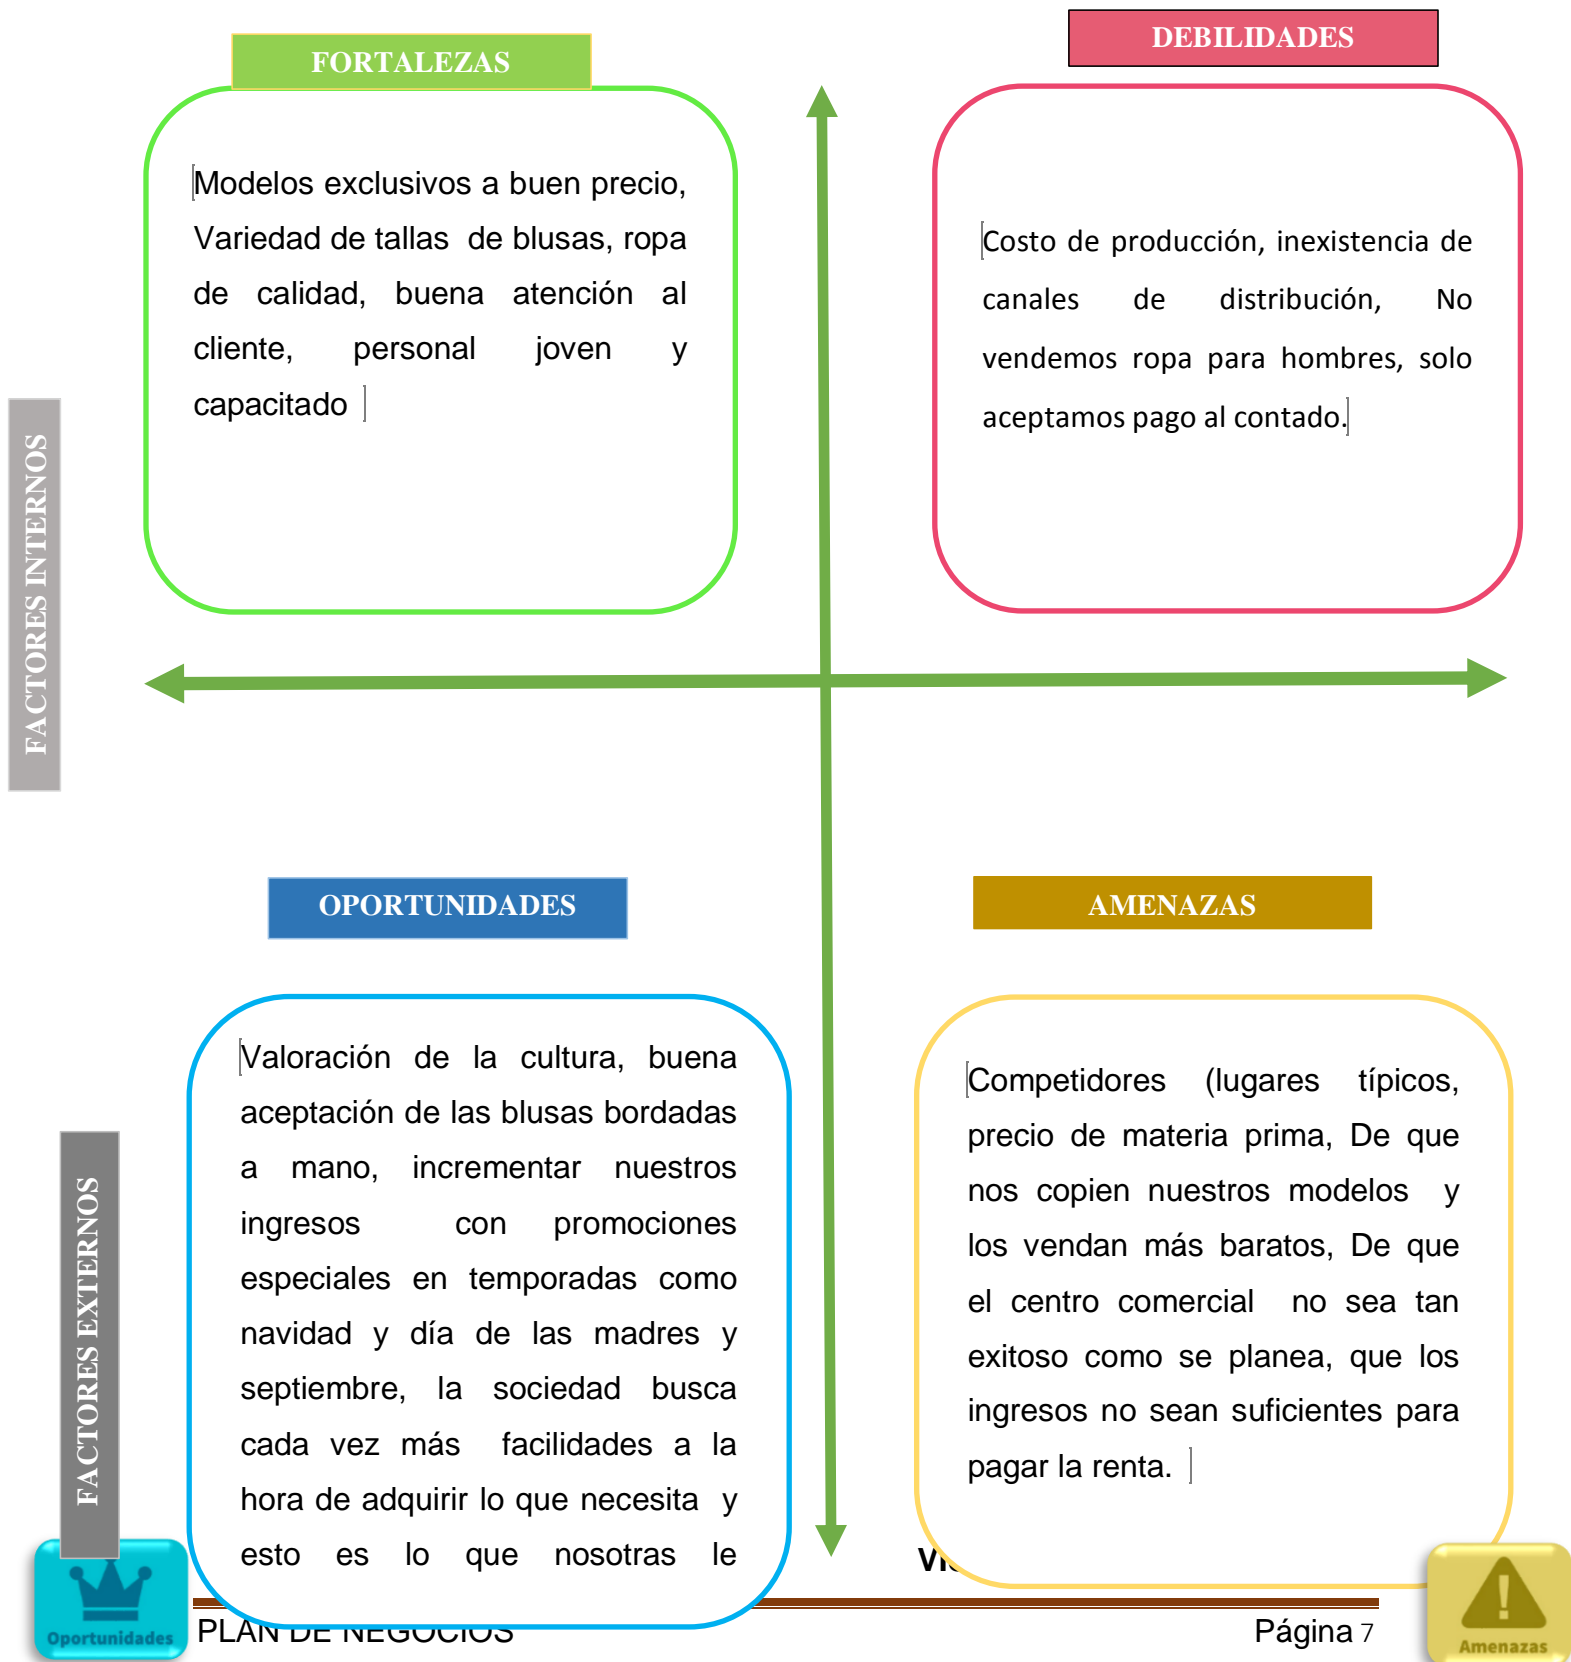 FORTALEZAS
Modelos exclusivos a buen precio,
Variedad de tallas de blusas, ropa
de calidad, buena atención al
cliente, personal joven y
capacitado
DEBILIDADES
Costo de producción, inexistencia de
canales de distribución, No
vendemos ropa para hombres, solo
aceptamos pago al contado.
FACTORES INTERNOS
OPORTUNIDADES
Valoración de la cultura, buena
aceptación de las blusas bordadas
a mano, incrementar nuestros
ingresos con promociones
especiales en temporadas como
navidad y día de las madres y
septiembre, la sociedad busca
cada vez más facilidades a la
hora de adquirir lo que necesita y
esto es lo que nosotras le
AMENAZAS
Competidores (lugares típicos,
precio de materia prima, De que
nos copien nuestros modelos y
los vendan más baratos, De que
el centro comercial no sea tan
exitoso como se planea, que los
ingresos no sean suficientes para
pagar la renta.
FACTORES EXTERNOS
Oportunidades
PLAN DE NEGOCIOS
Página 7
Amenazas